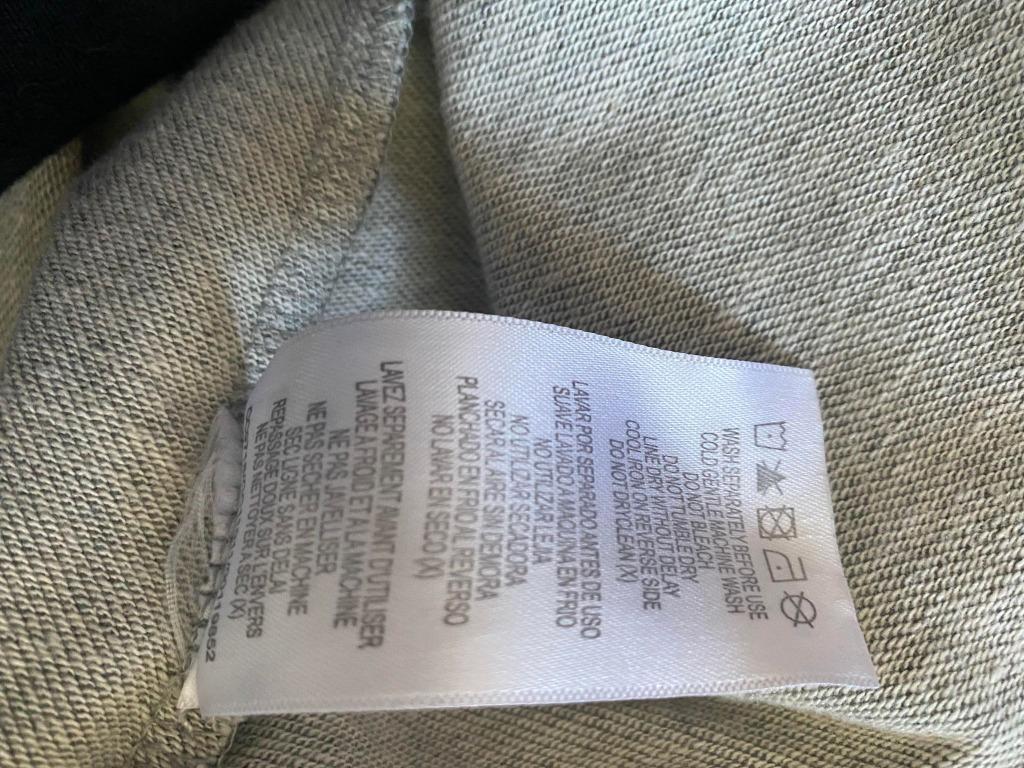 WASH SEPARATELY BEFORE USE
COLD GENTLE MACHINE WASH
DO NOT BLEACH
DO NOT TUMBLE DRY
LINE DRY WITHOUT DELAY
COOL IRON ON REVERSE SIDE
DO NOT DRYCLEAN (X)
LAVAR POR SEPARADO ANTES DE USO
SUAVE LAVADO A MAQUINA EN FRIO
NO UTILIZAR LEJIA
NO UTILIZAR SECADORA
SECAR AL AIRE SIN DEMORA
PLANCHADO EN FRIO AL REVERSO
NO LAVAR EN SECO (X)
LAVEZ SEPAREMENT AVANT D'UTILISER
LAVAGE A FROID ET A LA MACHINE
NE PAS JAVELLISER
NE PAS SECHER EN MACHINE
SEC LIGNE SANS DELAI
REPASSAGE DOUX SUR L'ENVERS
NE PAS NETTOYER A SEC (X)